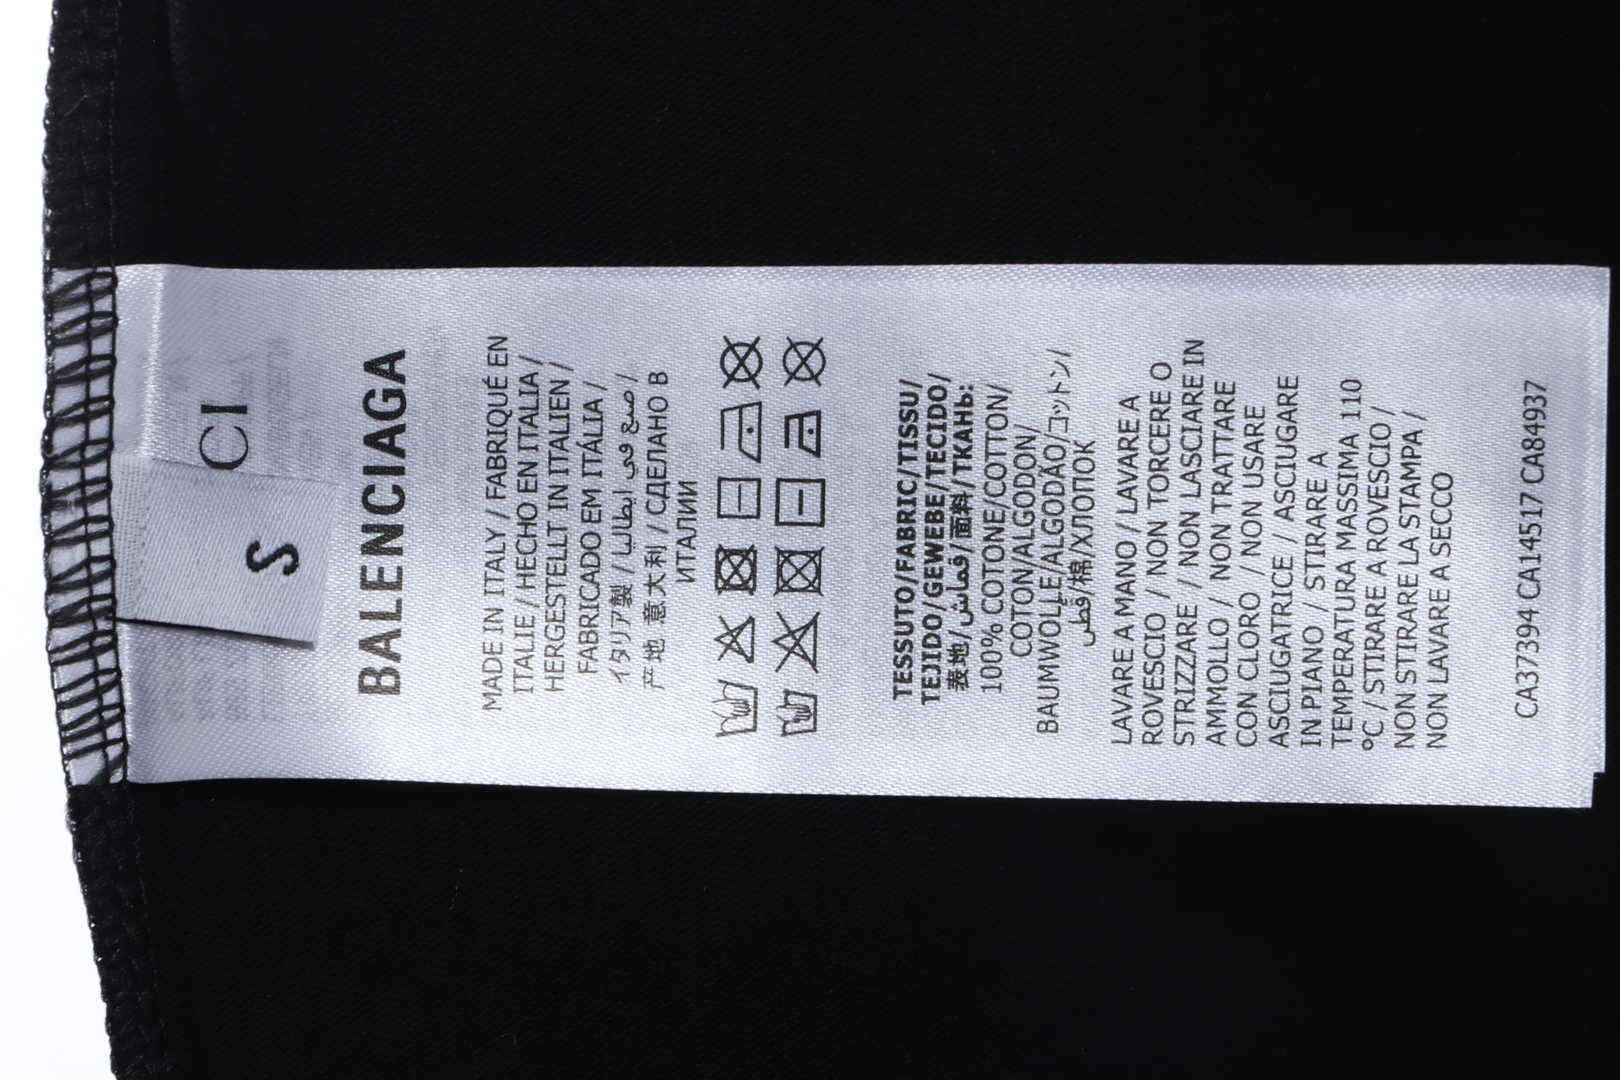 CI
S
BALENCIAGA
MADE IN ITALY / FABRIQUÉ EN
ITALIE / HECHO EN ITALIA /
HERGESTELLT IN ITALIEN /
FABRICADO EM ITÁLIA /
イタリア製 / صنع في ايطاليا /
产地 意大利 / СДЕЛАНО В
ИТАЛИИ
TESSUTO/FABRIC/TISSU/
TEJIDO/GEWEBE/TECIDO/
表地/قماش/面料/ТКАНЬ:
100% COTONE/COTTON/
COTON/ALGODON/
BAUMWOLLE/ALGODÃO/コットン/
قطن/棉/ХЛОПОК
LAVARE A MANO / LAVARE A
ROVESCIO / NON TORCERE O
STRIZZARE / NON LASCIARE IN
AMMOLLO / NON TRATTARE
CON CLORO / NON USARE
ASCIUGATRICE / ASCIUGARE
IN PIANO / STIRARE A
TEMPERATURA MASSIMA 110
°C / STIRARE A ROVESCIO /
NON STIRARE LA STAMPA /
NON LAVARE A SECCO
CA37394 CA14517 CA84937